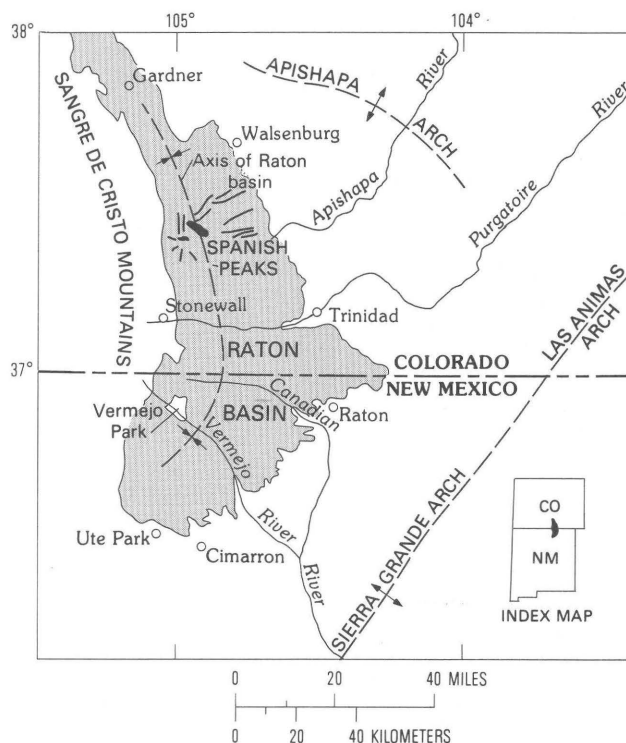 105°
104°
38°
Gardner
APISHAPA
ARCH
River
River
SANGRE DE CRISTO MOUNTAINS
Walsenburg
Axis of Raton
basin
Apishapa
Purgatoire
SPANISH
PEAKS
Stonewall
Trinidad
LAS ANIMAS
ARCH
RATON
COLORADO
37°
NEW MEXICO
Canadian
Vermejo
Park
BASIN
Raton
Vermejo
River
River
Ute Park
Cimarron
SIERRA GRANDE ARCH
CO
NM
INDEX MAP
0 20 40 MILES
0 20 40 KILOMETERS